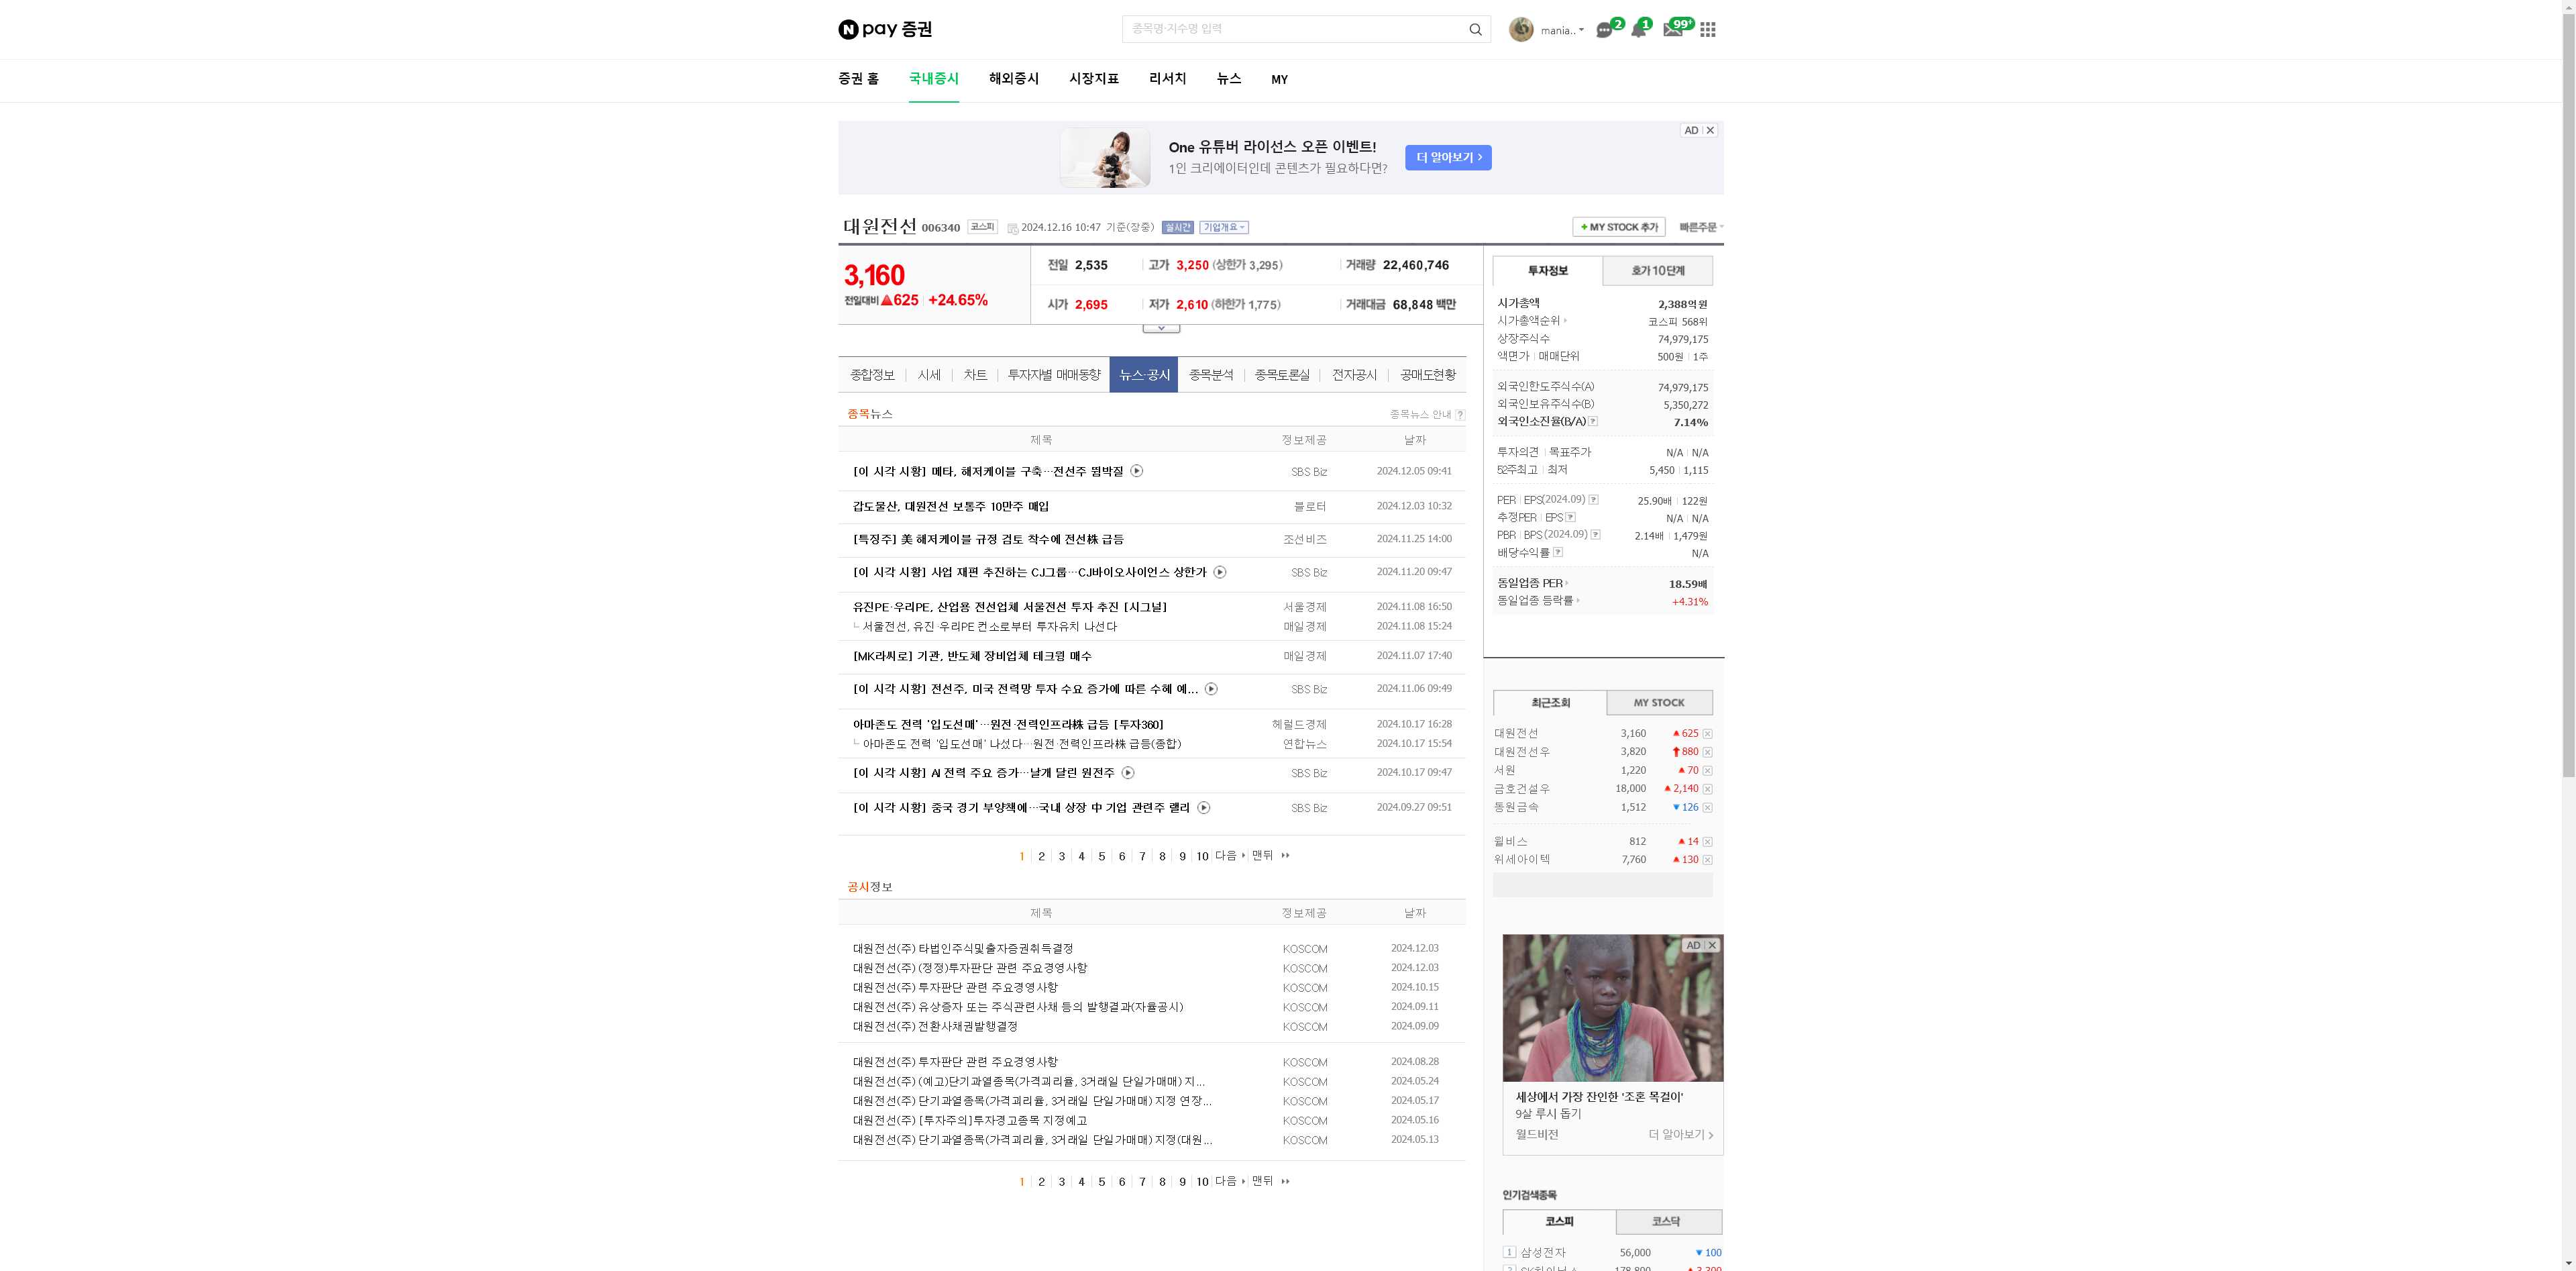 N pay 증권
종목명·지수명 입력
mania.. 2 1 99+
증권 홈 국내증시 해외증시 시장지표 리서치 뉴스 MY
One 유튜버 라이선스 오픈 이벤트!
1인 크리에이터인데 콘텐츠가 필요하다면?
더 알아보기
AD
대원전선 006340 코스피 2024.12.16 10:47 기준(장중) 실시간 기업개요
+ MY STOCK 추가 빠른주문
3,160
전일대비 ▲625 +24.65%
전일 2,535 고가 3,250 (상한가 3,295) 거래량 22,460,746
시가 2,695 저가 2,610 (하한가 1,775) 거래대금 68,848 백만
종합정보 시세 차트 투자자별 매매동향 뉴스·공시 종목분석 종목토론실 전자공시 공매도현황
종목뉴스 종목뉴스 안내 ?
제목 정보제공 날짜
[이 시각 시황] 메타, 해저케이블 구축…전선주 뜀박질 SBS Biz 2024.12.05 09:41
갑도물산, 대원전선 보통주 10만주 매입 블로터 2024.12.03 10:32
[특징주] 美 해저케이블 규정 검토 착수에 전선株 급등 조선비즈 2024.11.25 14:00
[이 시각 시황] 사업 재편 추진하는 CJ그룹…CJ바이오사이언스 상한가 SBS Biz 2024.11.20 09:47
유진PE·우리PE, 산업용 전선업체 서울전선 투자 추진 [시그널] 서울경제 2024.11.08 16:50
서울전선, 유진·우리PE 컨소로부터 투자유치 나선다 매일경제 2024.11.08 15:24
[MK라씨로] 기관, 반도체 장비업체 테크윙 매수 매일경제 2024.11.07 17:40
[이 시각 시황] 전선주, 미국 전력망 투자 수요 증가에 따른 수혜 예... SBS Biz 2024.11.06 09:49
아마존도 전력 '입도선매'…원전·전력인프라株 급등 [투자360] 헤럴드경제 2024.10.17 16:28
아마존도 전력 '입도선매' 나섰다…원전·전력인프라株 급등(종합) 연합뉴스 2024.10.17 15:54
[이 시각 시황] AI 전력 주요 증가…날개 달린 원전주 SBS Biz 2024.10.17 09:47
[이 시각 시황] 중국 경기 부양책에…국내 상장 中 기업 관련주 랠리 SBS Biz 2024.09.27 09:51
1 2 3 4 5 6 7 8 9 10 다음 맨뒤
공시정보
제목 정보제공 날짜
대원전선(주) 타법인주식및출자증권취득결정 KOSCOM 2024.12.03
대원전선(주) (정정)투자판단 관련 주요경영사항 KOSCOM 2024.12.03
대원전선(주) 투자판단 관련 주요경영사항 KOSCOM 2024.10.15
대원전선(주) 유상증자 또는 주식관련사채 등의 발행결과(자율공시) KOSCOM 2024.09.11
대원전선(주) 전환사채권발행결정 KOSCOM 2024.09.09
대원전선(주) 투자판단 관련 주요경영사항 KOSCOM 2024.08.28
대원전선(주) (예고)단기과열종목(가격괴리율, 3거래일 단일가매매) 지... KOSCOM 2024.05.24
대원전선(주) 단기과열종목(가격괴리율, 3거래일 단일가매매) 지정 연장... KOSCOM 2024.05.17
대원전선(주) [투자주의]투자경고종목 지정예고 KOSCOM 2024.05.16
대원전선(주) 단기과열종목(가격괴리율, 3거래일 단일가매매) 지정(대원... KOSCOM 2024.05.13
1 2 3 4 5 6 7 8 9 10 다음 맨뒤
투자정보 호가 10단계
시가총액 2,388억원
시가총액순위 코스피 568위
상장주식수 74,979,175
액면가 매매단위 500원 1주
외국인한도주식수(A) 74,979,175
외국인보유주식수(B) 5,350,272
외국인소진율(B/A) ? 7.14%
투자의견 목표주가 N/A N/A
52주최고 최저 5,450 1,115
PER EPS(2024.09) ? 25.90배 122원
추정PER EPS ? N/A N/A
PBR BPS (2024.09) ? 2.14배 1,479원
배당수익률 ? N/A
동일업종 PER 18.59배
동일업종 등락률 +4.31%
최근조회 MY STOCK
대원전선 3,160 ▲625
대원전선우 3,820 ↑880
서원 1,220 ▲70
금호건설우 18,000 ▲2,140
동원금속 1,512 ▼126
윌비스 812 ▲14
위세아이텍 7,760 ▲130
AD
세상에서 가장 잔인한 '조혼 목걸이'
9살 루시 돕기
월드비전 더 알아보기
인기검색종목
코스피 코스닥
1 삼성전자 56,000 ▼100